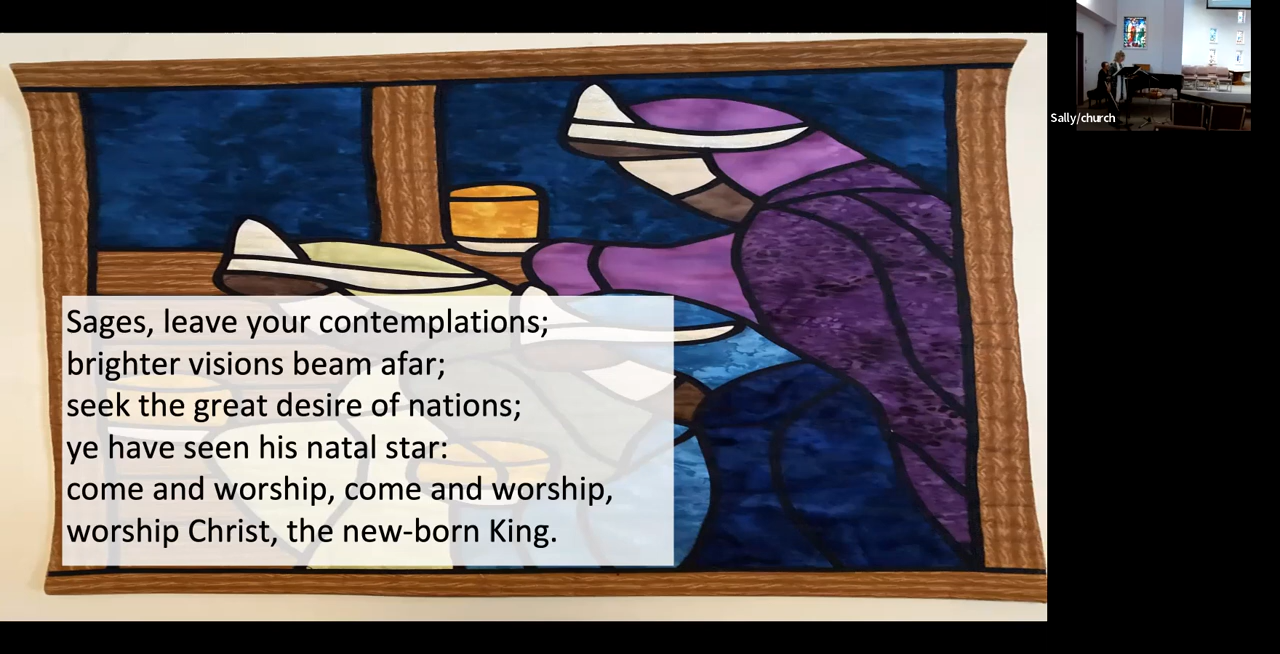 Sages, leave your contemplations;
brighter visions beam afar;
seek the great desire of nations;
ye have seen his natal star:
come and worship, come and worship,
worship Christ, the new-born King.
Sally/church